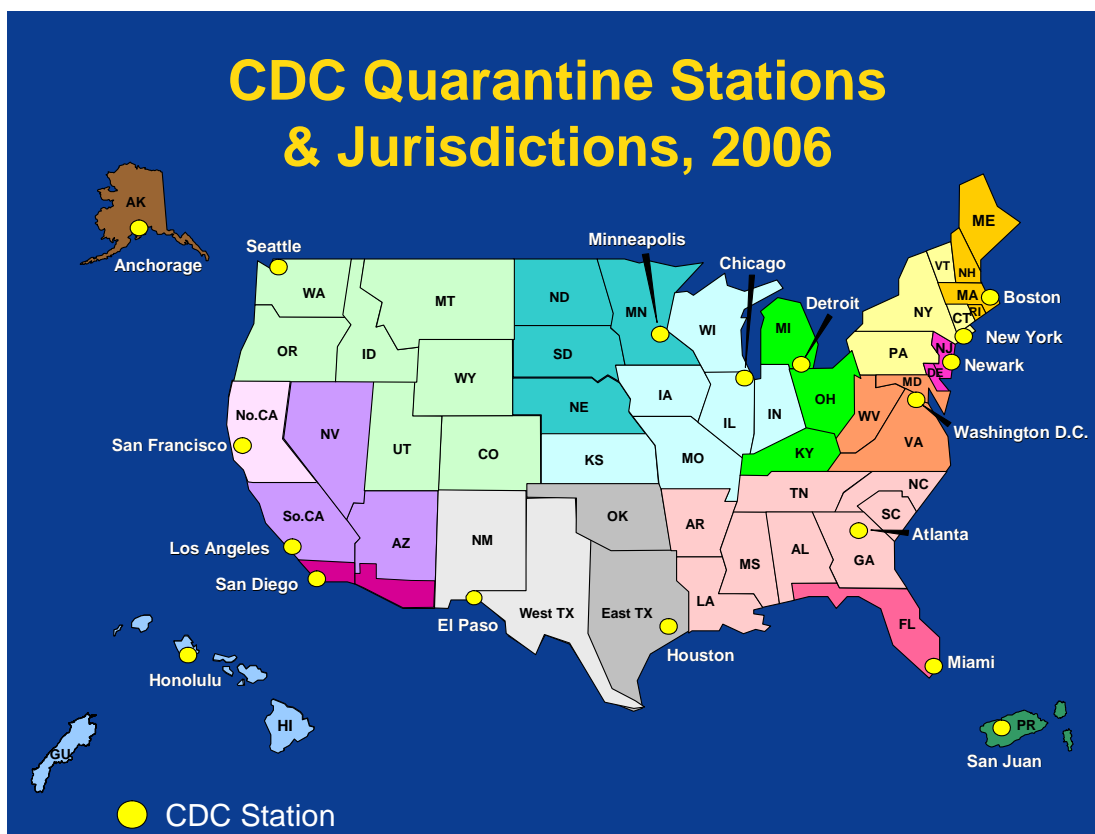 CDC Quarantine Stations
& Jurisdictions, 2006
AK
Anchorage
Seattle
Minneapolis
Chicago
Detroit
ME
VT
NH
MA
Boston
RI
CT
NY
New York
WA
MT
ND
MN
WI
MI
OR
ID
SD
PA
NJ
Newark
DE
MD
WY
IA
OH
No.CA
NV
NE
IL
IN
WV
VA
Washington D.C.
San Francisco
UT
CO
KS
MO
KY
TN
NC
So.CA
OK
AR
SC
Los Angeles
AZ
NM
MS
AL
GA
Atlanta
San Diego
LA
El Paso
West TX
East TX
FL
Houston
Miami
Honolulu
HI
GU
PR
San Juan
CDC Station